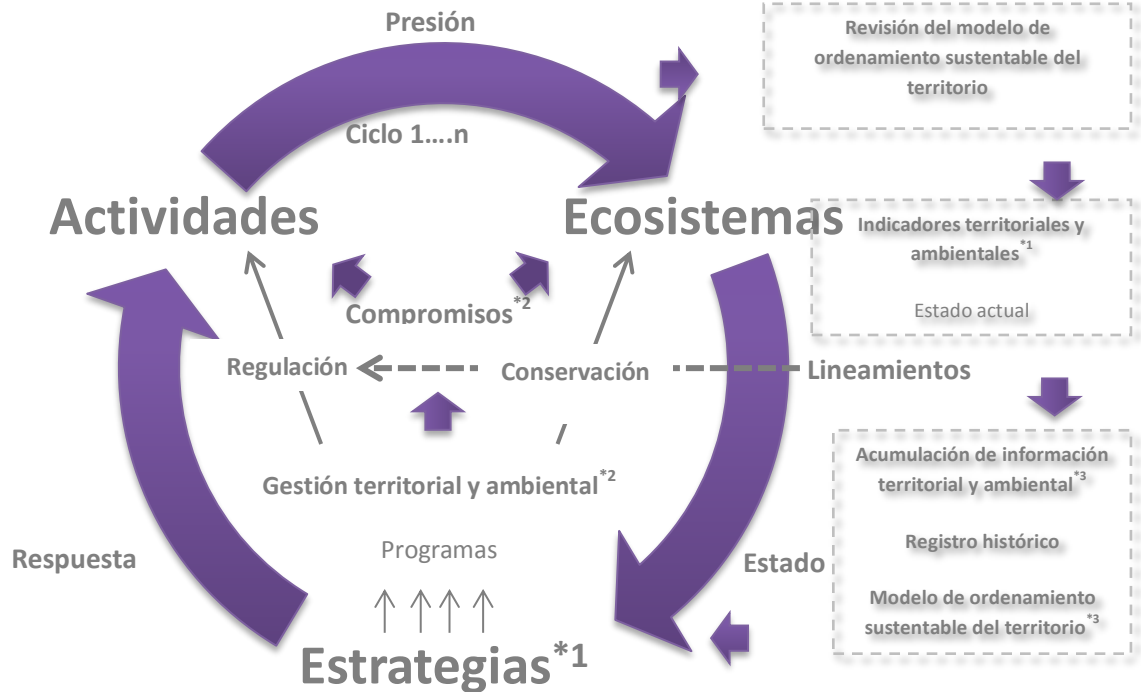 Presión
Ciclo 1....n
Actividades
Ecosistemas
Compromisos*2
Regulación
Conservación
Lineamientos
Gestión territorial y ambiental*2
Programas
Respuesta
Estado
Estrategias*1
Revisión del modelo de
ordenamiento sustentable del
territorio
Indicadores territoriales y
ambientales*1
Estado actual
Acumulación de información
territorial y ambiental*3
Registro histórico
Modelo de ordenamiento
sustentable del territorio*3